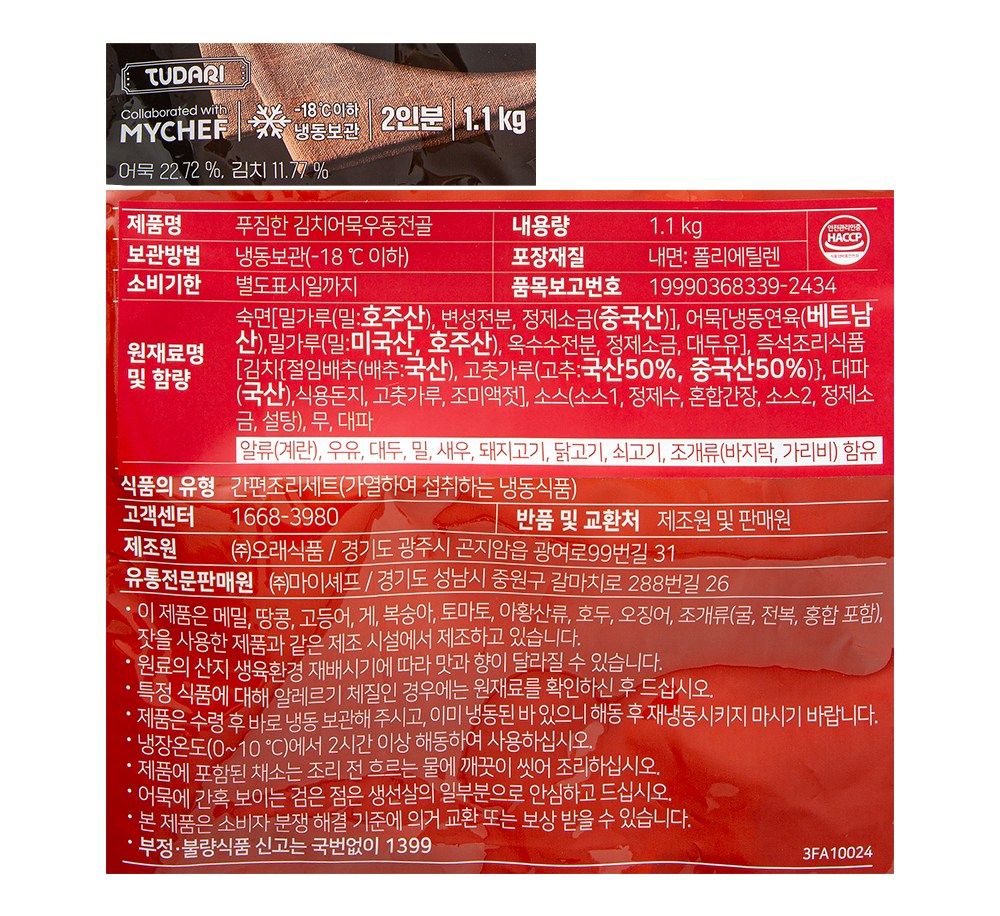 TUDARI
Collaborated with
MYCHEF
-18℃이하
냉동보관
2인분
1.1 kg
어묵 22.72 %, 김치 11.77 %
제품명 푸짐한 김치어묵우동전골 내용량 1.1 kg
안전관리인증
HACCP
보관방법 냉동보관(-18 ℃ 이하) 포장재질 내면: 폴리에틸렌
소비기한 별도표시일까지 품목보고번호 19990368339-2434
원재료명
및 함량
숙면[밀가루(밀:호주산), 변성전분, 정제소금(중국산)], 어묵[냉동연육(베트남
산),밀가루(밀:미국산, 호주산), 옥수수전분, 정제소금, 대두유], 즉석조리식품
[김치{절임배추(배추:국산), 고춧가루(고추:국산50%, 중국산50%)}, 대파
(국산),식용돈지, 고춧가루, 조미액젓], 소스(소스1, 정제수, 혼합간장, 소스2, 정제소
금, 설탕), 무, 대파
알류(계란), 우유, 대두, 밀, 새우, 돼지고기, 닭고기, 쇠고기, 조개류(바지락, 가리비) 함유
식품의 유형 간편조리세트(가열하여 섭취하는 냉동식품)
고객센터 1668-3980 반품 및 교환처 제조원 및 판매원
제조원 ㈜오래식품 / 경기도 광주시 곤지암읍 광여로99번길 31
유통전문판매원 ㈜마이셰프 / 경기도 성남시 중원구 갈마치로 288번길 26
• 이 제품은 메밀, 땅콩, 고등어, 게, 복숭아, 토마토, 아황산류, 호두, 오징어, 조개류(굴, 전복, 홍합 포함),
잣을 사용한 제품과 같은 제조 시설에서 제조하고 있습니다.
• 원료의 산지 생육환경 재배시기에 따라 맛과 향이 달라질 수 있습니다.
• 특정 식품에 대해 알레르기 체질인 경우에는 원재료를 확인하신 후 드십시오.
• 제품은 수령 후 바로 냉동 보관해 주시고, 이미 냉동된 바 있으니 해동 후 재냉동시키지 마시기 바랍니다.
• 냉장온도(0~10 ℃)에서 2시간 이상 해동하여 사용하십시오.
• 제품에 포함된 채소는 조리 전 흐르는 물에 깨끗이 씻어 조리하십시오.
• 어묵에 간혹 보이는 검은 점은 생선살의 일부분으로 안심하고 드십시오.
• 본 제품은 소비자 분쟁 해결 기준에 의거 교환 또는 보상 받을 수 있습니다.
• 부정·불량식품 신고는 국번없이 1399
3FA10024